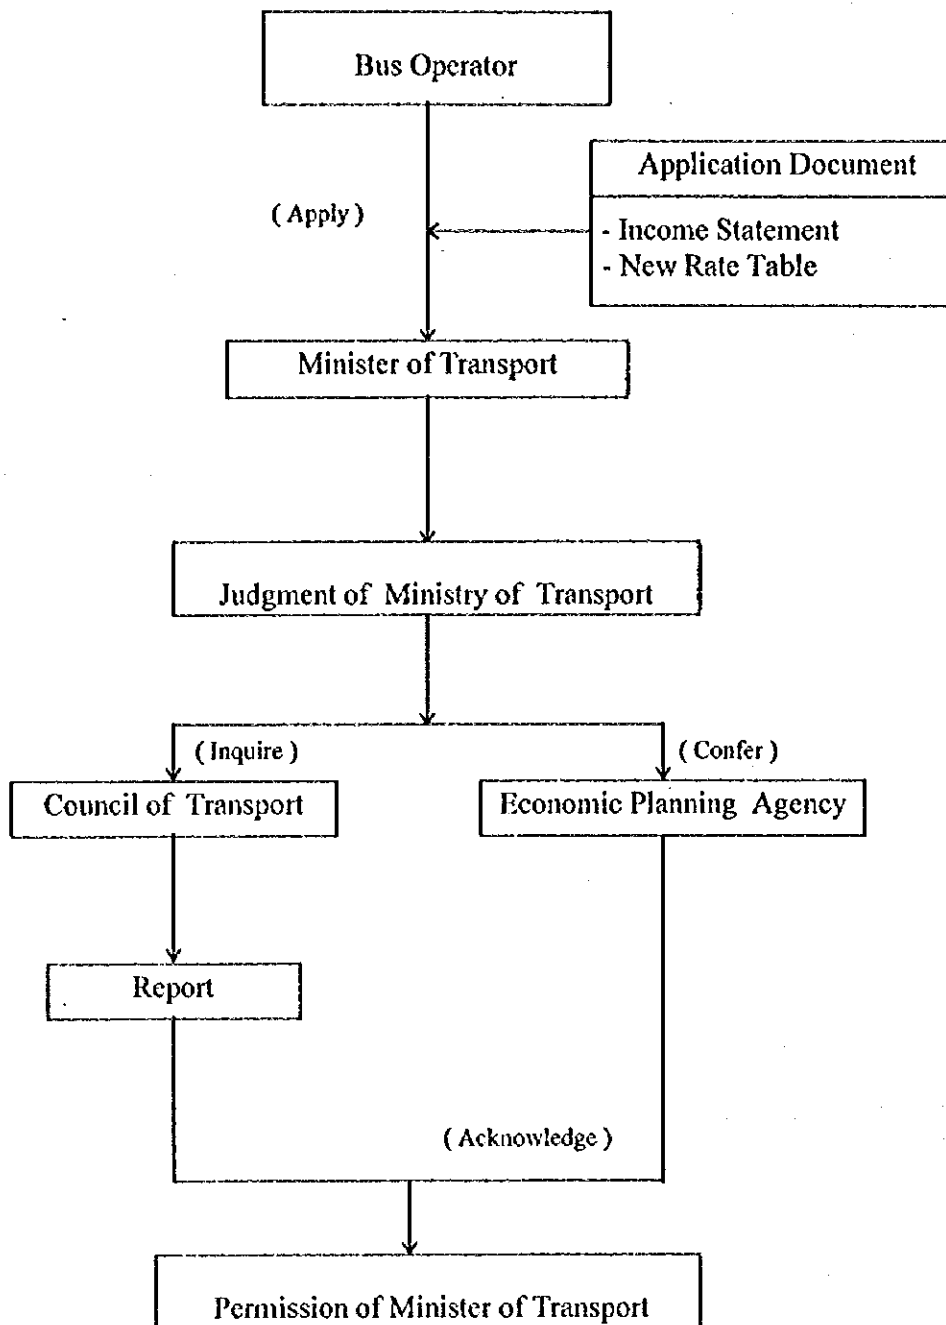 Bus Operator
Application Document
( Apply )
- Income Statement
- New Rate Table
Minister of Transport
Judgment of Ministry of Transport
( Inquire )
( Confer )
Council of Transport
Economic Planning Agency
Report
( Acknowledge )
Permission of Minister of Transport